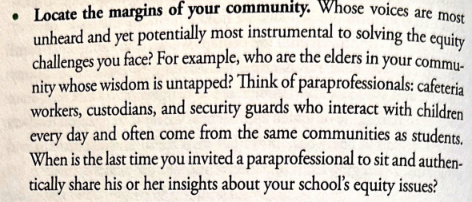 • Locate the margins of your community. Whose voices are most
unheard and yet potentially most instrumental to solving the equity
challenges you face? For example, who are the elders in your commu-
nity whose wisdom is untapped? Think of paraprofessionals: cafeteria
workers, custodians, and security guards who interact with children
every day and often come from the same communities as students.
When is the last time you invited a paraprofessional to sit and authen-
tically share his or her insights about your school's equity issues?